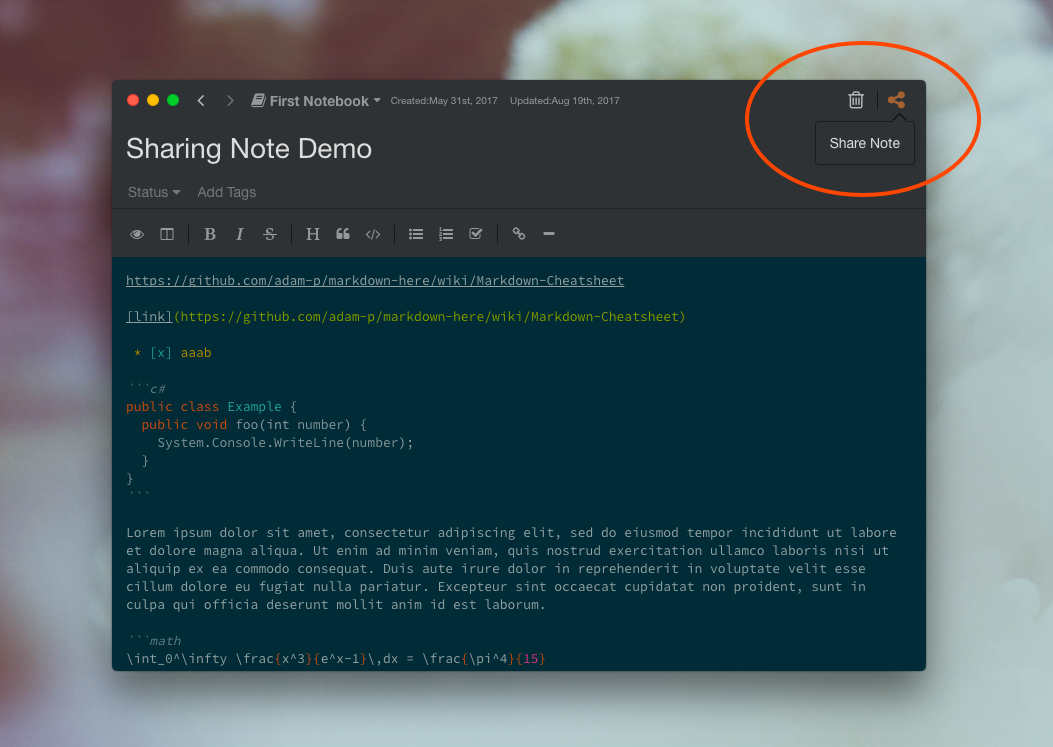 First Notebook Created:May 31st, 2017 Updated:Aug 19th, 2017
Sharing Note Demo
Share Note
Status Add Tags
B I S H
https://github.com/adam-p/markdown-here/wiki/Markdown-Cheatsheet
[link](https://github.com/adam-p/markdown-here/wiki/Markdown-Cheatsheet)
* [x] aaab
```c#
public class Example {
  public void foo(int number) {
    System.Console.WriteLine(number);
  }
}
```
Lorem ipsum dolor sit amet, consectetur adipiscing elit, sed do eiusmod tempor incididunt ut labore
et dolore magna aliqua. Ut enim ad minim veniam, quis nostrud exercitation ullamco laboris nisi ut
aliquip ex ea commodo consequat. Duis aute irure dolor in reprehenderit in voluptate velit esse
cillum dolore eu fugiat nulla pariatur. Excepteur sint occaecat cupidatat non proident, sunt in
culpa qui officia deserunt mollit anim id est laborum.
```math
\int_0^\infty \frac{x^3}{e^x-1}\,dx = \frac{\pi^4}{15}